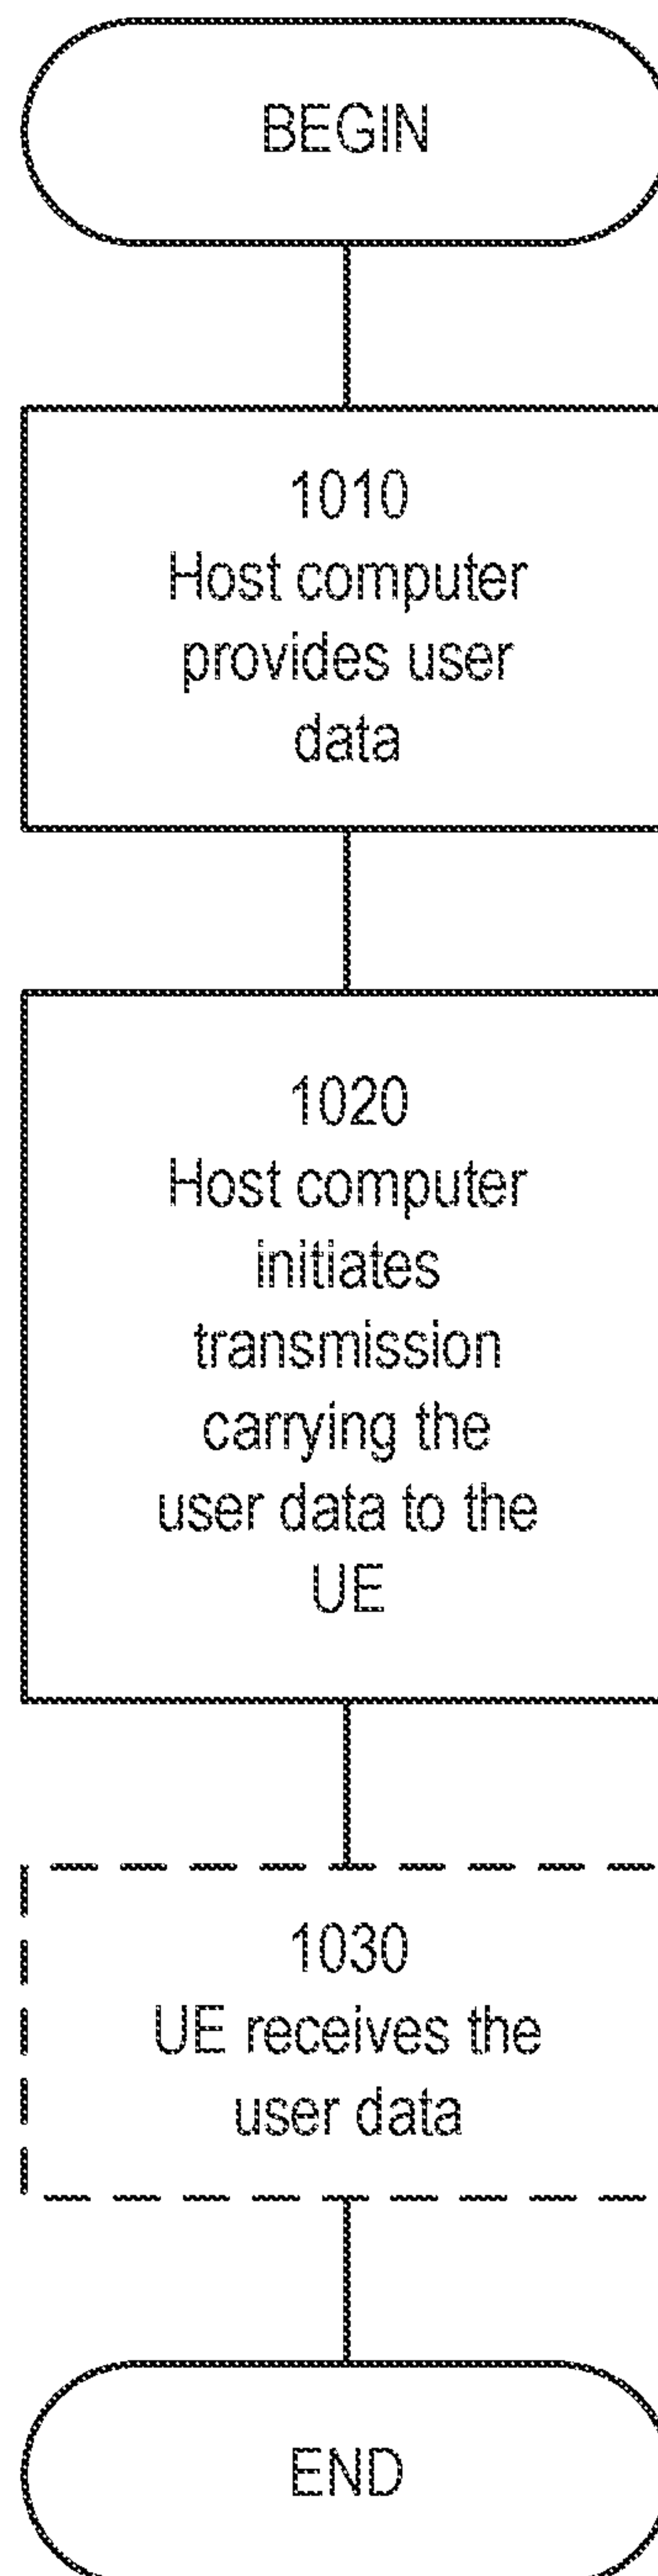 BEGIN
1010
Host computer
provides user
data
1020
Host computer
initiates
transmission
carrying the
user data to the
UE
1030
UE receives the
user data
END